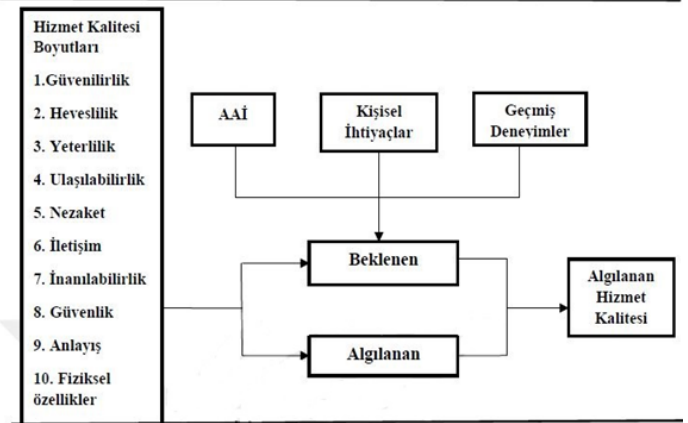 Hizmet Kalitesi
Boyutları
1.Güvenilirlik
2. Heveslilik
3. Yeterlilik
4. Ulaşılabilirlik
5. Nezaket
6. İletişim
7. İnanılabilirlik
8. Güvenlik
9. Anlayış
10. Fiziksel
özellikler
AAİ
Kişisel
İhtiyaçlar
Geçmiş
Deneyimler
Beklenen
Algılanan
Algılanan
Hizmet
Kalitesi